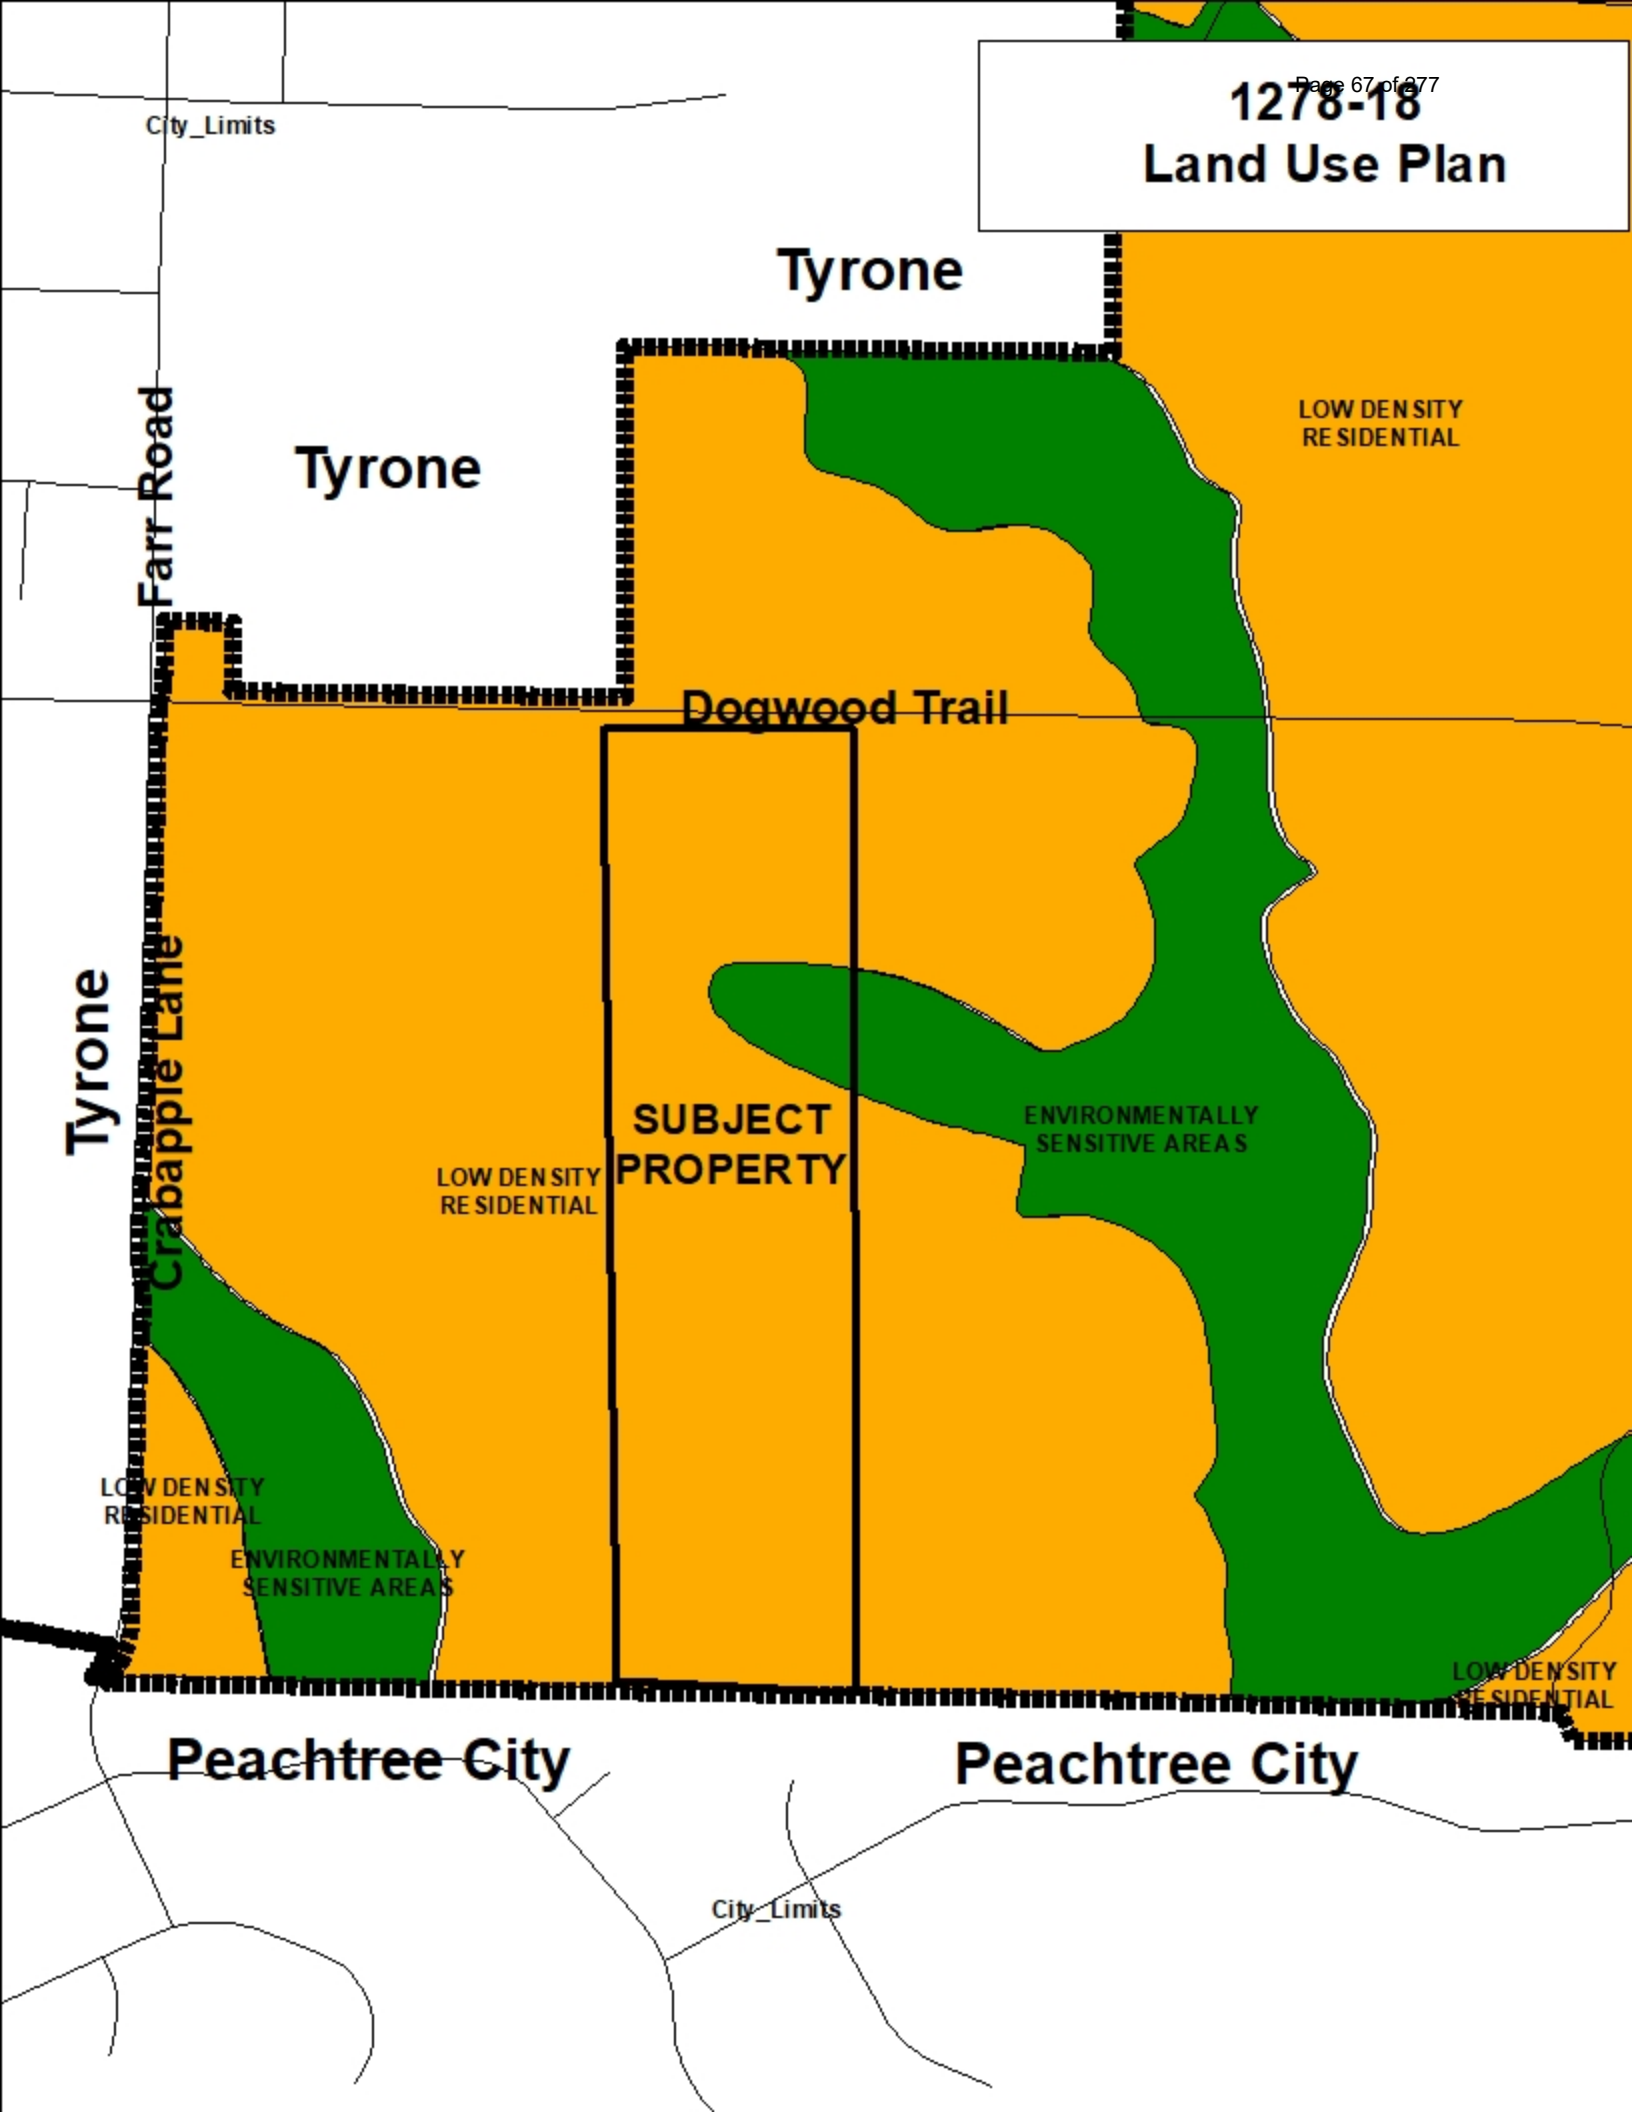 Page 67 of 277
1278-18
Land Use Plan
City_Limits
Tyrone
LOW DENSITY
RESIDENTIAL
Farr Road
Tyrone
Dogwood Trail
Tyrone
Crabapple Lane
SUBJECT
PROPERTY
ENVIRONMENTALLY
SENSITIVE AREAS
LOW DENSITY
RESIDENTIAL
LOW DENSITY
RESIDENTIAL
ENVIRONMENTALLY
SENSITIVE AREAS
LOW DENSITY
RESIDENTIAL
Peachtree City
Peachtree City
City_Limits